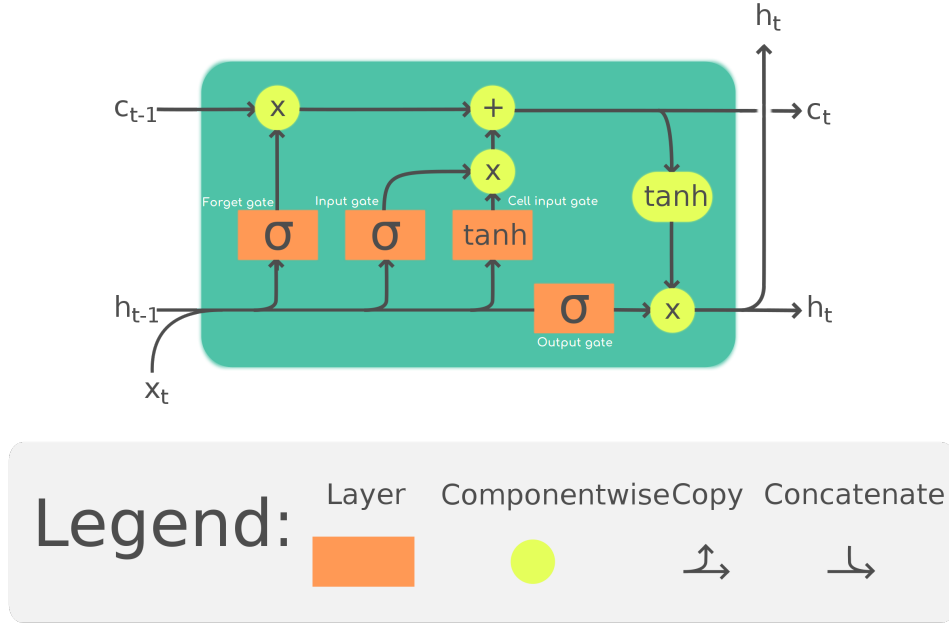 hₜ
cₜ₋₁ x + cₜ
x
tanh
Forget gate Input gate Cell input gate
σ σ tanh
hₜ₋₁ σ x hₜ
Output gate
xₜ
Layer Componentwise Copy Concatenate
Legend: